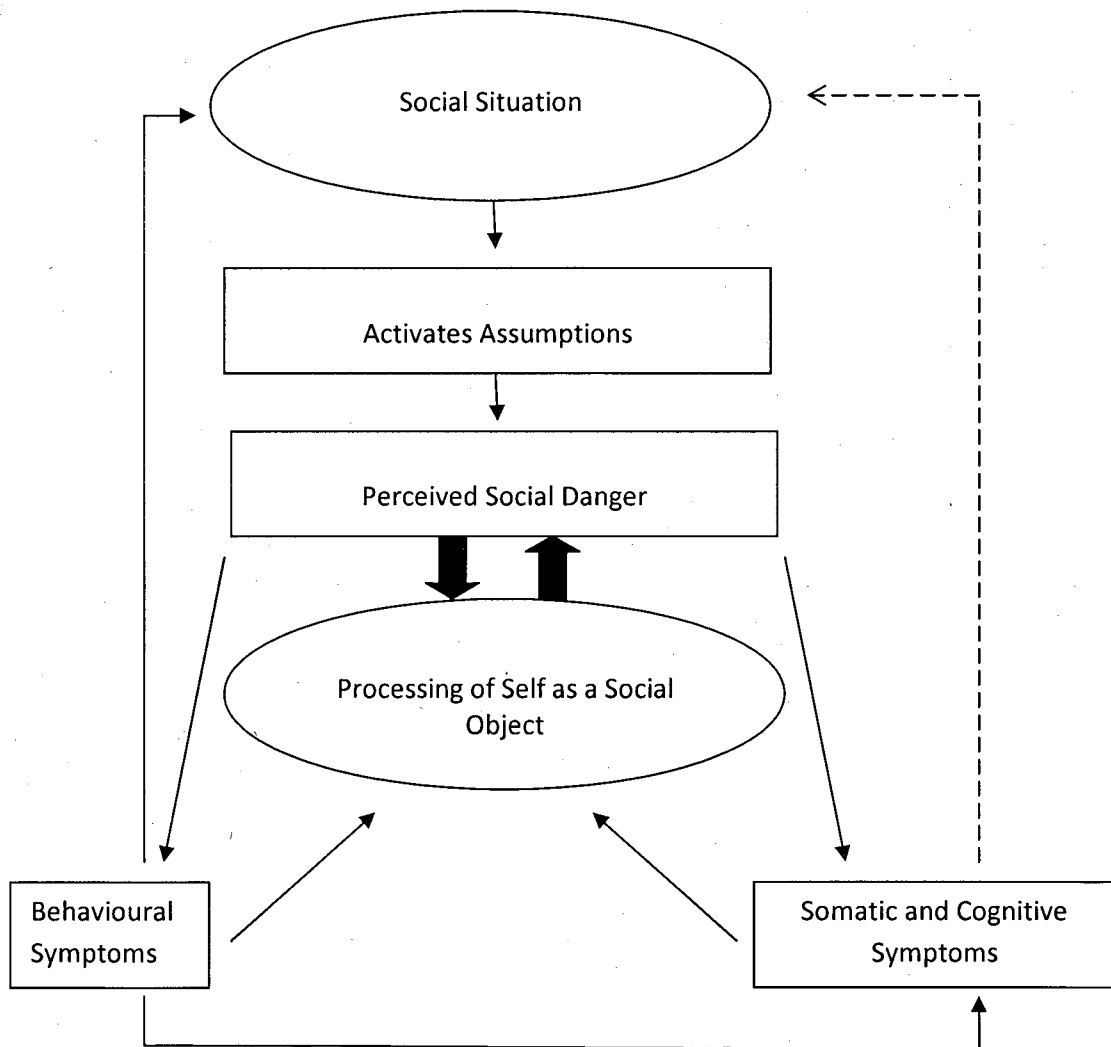 Social Situation
Activates Assumptions
Perceived Social Danger
Processing of Self as a Social
Object
Behavioural
Symptoms
Somatic and Cognitive
Symptoms